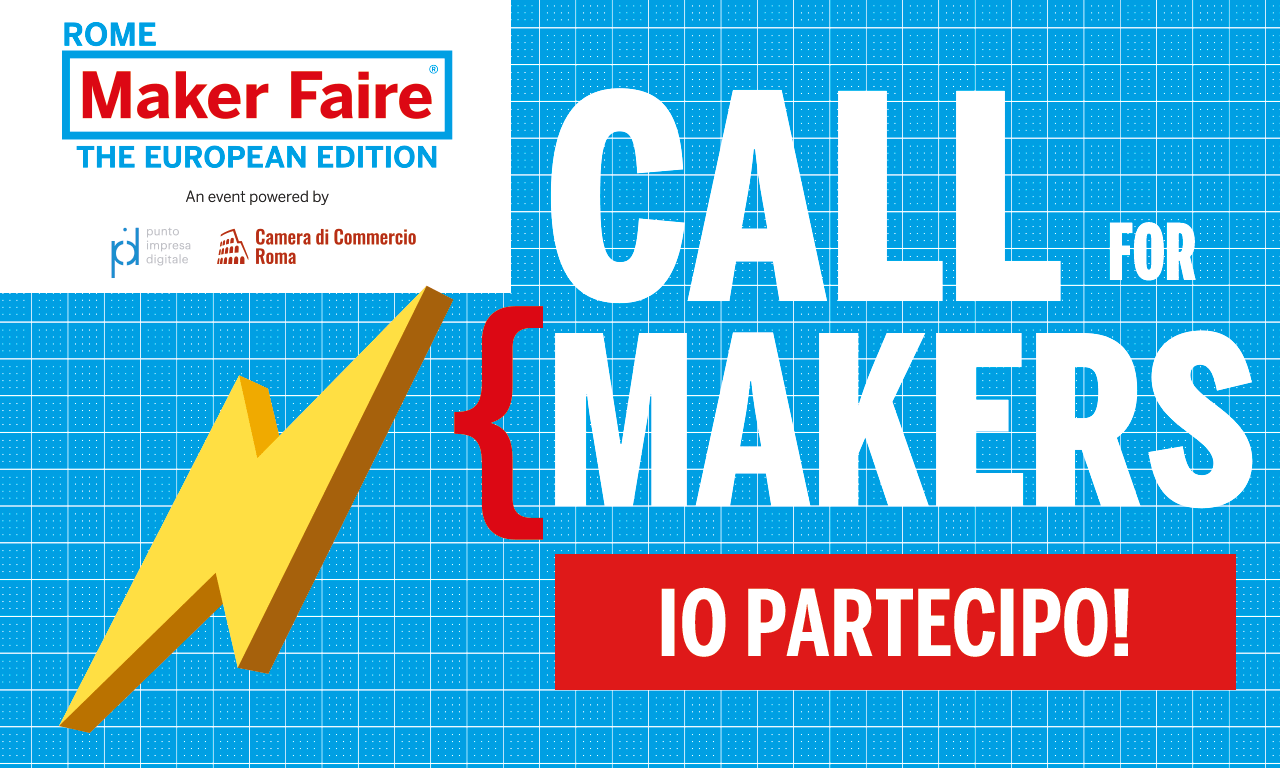 ROME
Maker Faire®
THE EUROPEAN EDITION
An event powered by
pid punto
impresa
digitale
Camera di Commercio
Roma
CALL FOR
{ MAKERS
IO PARTECIPO!